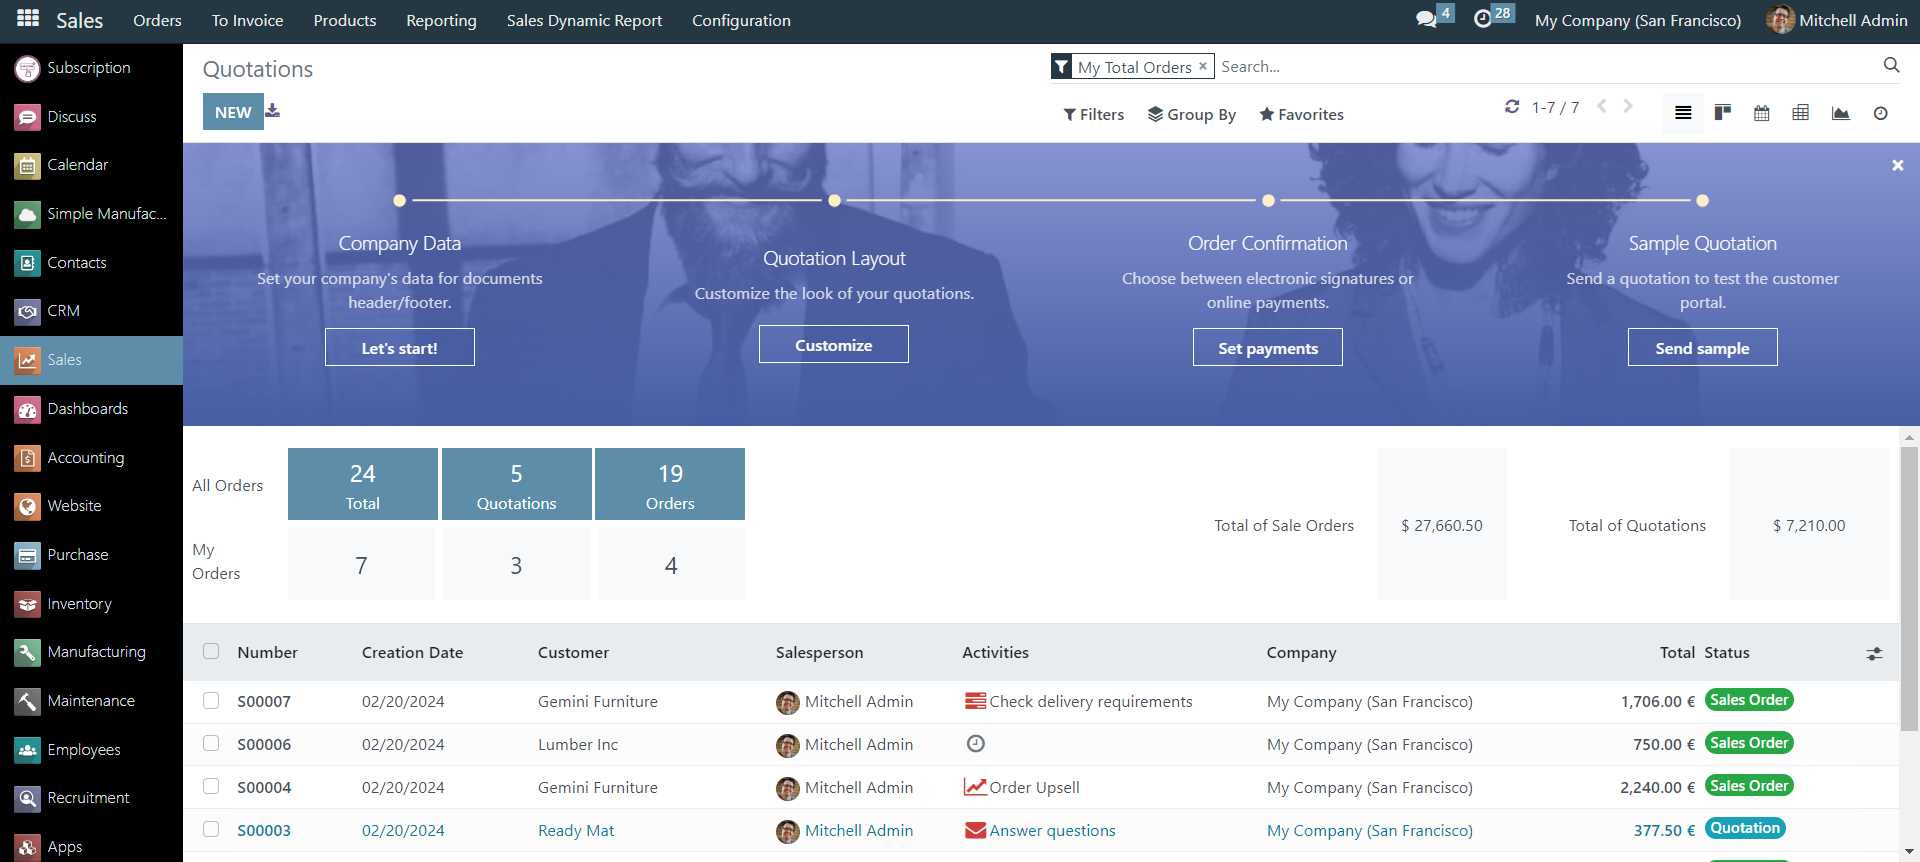 Sales Orders To Invoice Products Reporting Sales Dynamic Report Configuration 4 28 My Company (San Francisco) Mitchell Admin
Subscription
Discuss
Calendar
Simple Manufac...
Contacts
CRM
Sales
Dashboards
Accounting
Website
Purchase
Inventory
Manufacturing
Maintenance
Employees
Recruitment
Apps
Quotations
My Total Orders × Search...
NEW
Filters Group By Favorites
1-7 / 7
Company Data
Set your company's data for documents
header/footer.
Let's start!
Quotation Layout
Customize the look of your quotations.
Customize
Order Confirmation
Choose between electronic signatures or
online payments.
Set payments
Sample Quotation
Send a quotation to test the customer
portal.
Send sample
All Orders
24
Total
5
Quotations
19
Orders
My
Orders
7
3
4
Total of Sale Orders $ 27,660.50
Total of Quotations $ 7,210.00
Number Creation Date Customer Salesperson Activities Company Total Status
S00007 02/20/2024 Gemini Furniture Mitchell Admin Check delivery requirements My Company (San Francisco) 1,706.00 € Sales Order
S00006 02/20/2024 Lumber Inc Mitchell Admin My Company (San Francisco) 750.00 € Sales Order
S00004 02/20/2024 Gemini Furniture Mitchell Admin Order Upsell My Company (San Francisco) 2,240.00 € Sales Order
S00003 02/20/2024 Ready Mat Mitchell Admin Answer questions My Company (San Francisco) 377.50 € Quotation